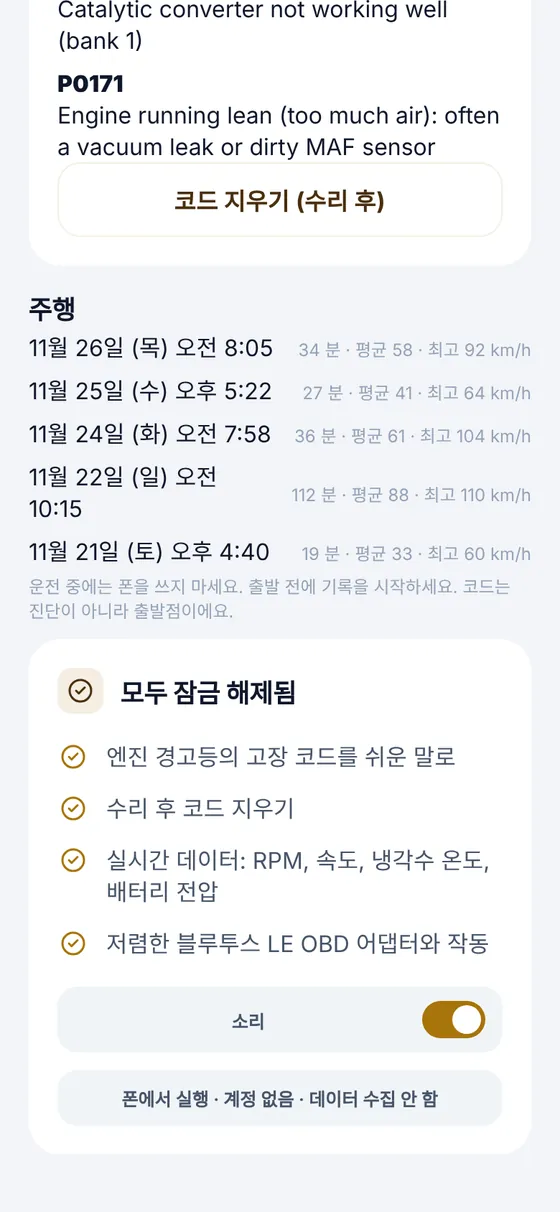 Catalytic converter not working well
(bank 1)
P0171
Engine running lean (too much air): often
a vacuum leak or dirty MAF sensor
코드 지우기 (수리 후)
주행
11월 26일 (목) 오전 8:05 34 분 · 평균 58 · 최고 92 km/h
11월 25일 (수) 오후 5:22 27 분 · 평균 41 · 최고 64 km/h
11월 24일 (화) 오전 7:58 36 분 · 평균 61 · 최고 104 km/h
11월 22일 (일) 오전
10:15
112 분 · 평균 88 · 최고 110 km/h
11월 21일 (토) 오후 4:40 19 분 · 평균 33 · 최고 60 km/h
운전 중에는 폰을 쓰지 마세요. 출발 전에 기록을 시작하세요. 코드는
진단이 아니라 출발점이에요.
모두 잠금 해제됨
엔진 경고등의 고장 코드를 쉬운 말로
수리 후 코드 지우기
실시간 데이터: RPM, 속도, 냉각수 온도,
배터리 전압
저렴한 블루투스 LE OBD 어댑터와 작동
소리
폰에서 실행 · 계정 없음 · 데이터 수집 안 함